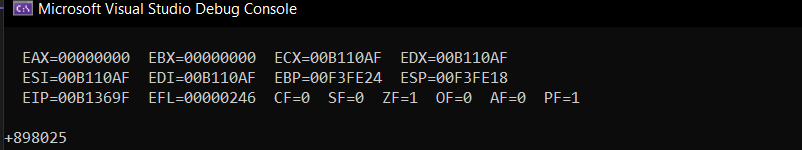 Microsoft Visual Studio Debug Console
EAX=00000000 EBX=00000000 ECX=00B110AF EDX=00B110AF
ESI=00B110AF EDI=00B110AF EBP=00F3FE24 ESP=00F3FE18
EIP=00B1369F EFL=00000246 CF=0 SF=0 ZF=1 OF=0 AF=0 PF=1
+898025